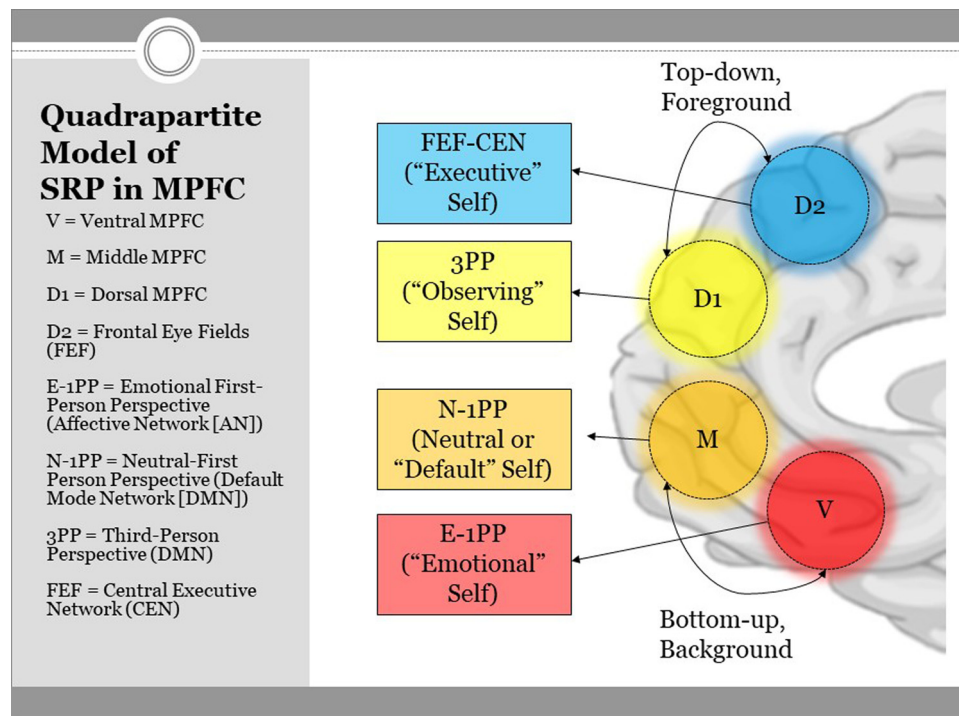 Quadrapartite
Model of
SRP in MPFC
V = Ventral MPFC
M = Middle MPFC
D1 = Dorsal MPFC
D2 = Frontal Eye Fields
(FEF)
E-1PP = Emotional First-
Person Perspective
(Affective Network [AN])
N-1PP = Neutral-First
Person Perspective (Default
Mode Network [DMN])
3PP = Third-Person
Perspective (DMN)
FEF = Central Executive
Network (CEN)
Top-down,
Foreground
FEF-CEN
(“Executive”
Self)
D2
3PP
(“Observing”
Self)
D1
N-1PP
(Neutral or
“Default” Self)
M
E-1PP
(“Emotional”
Self)
V
Bottom-up,
Background